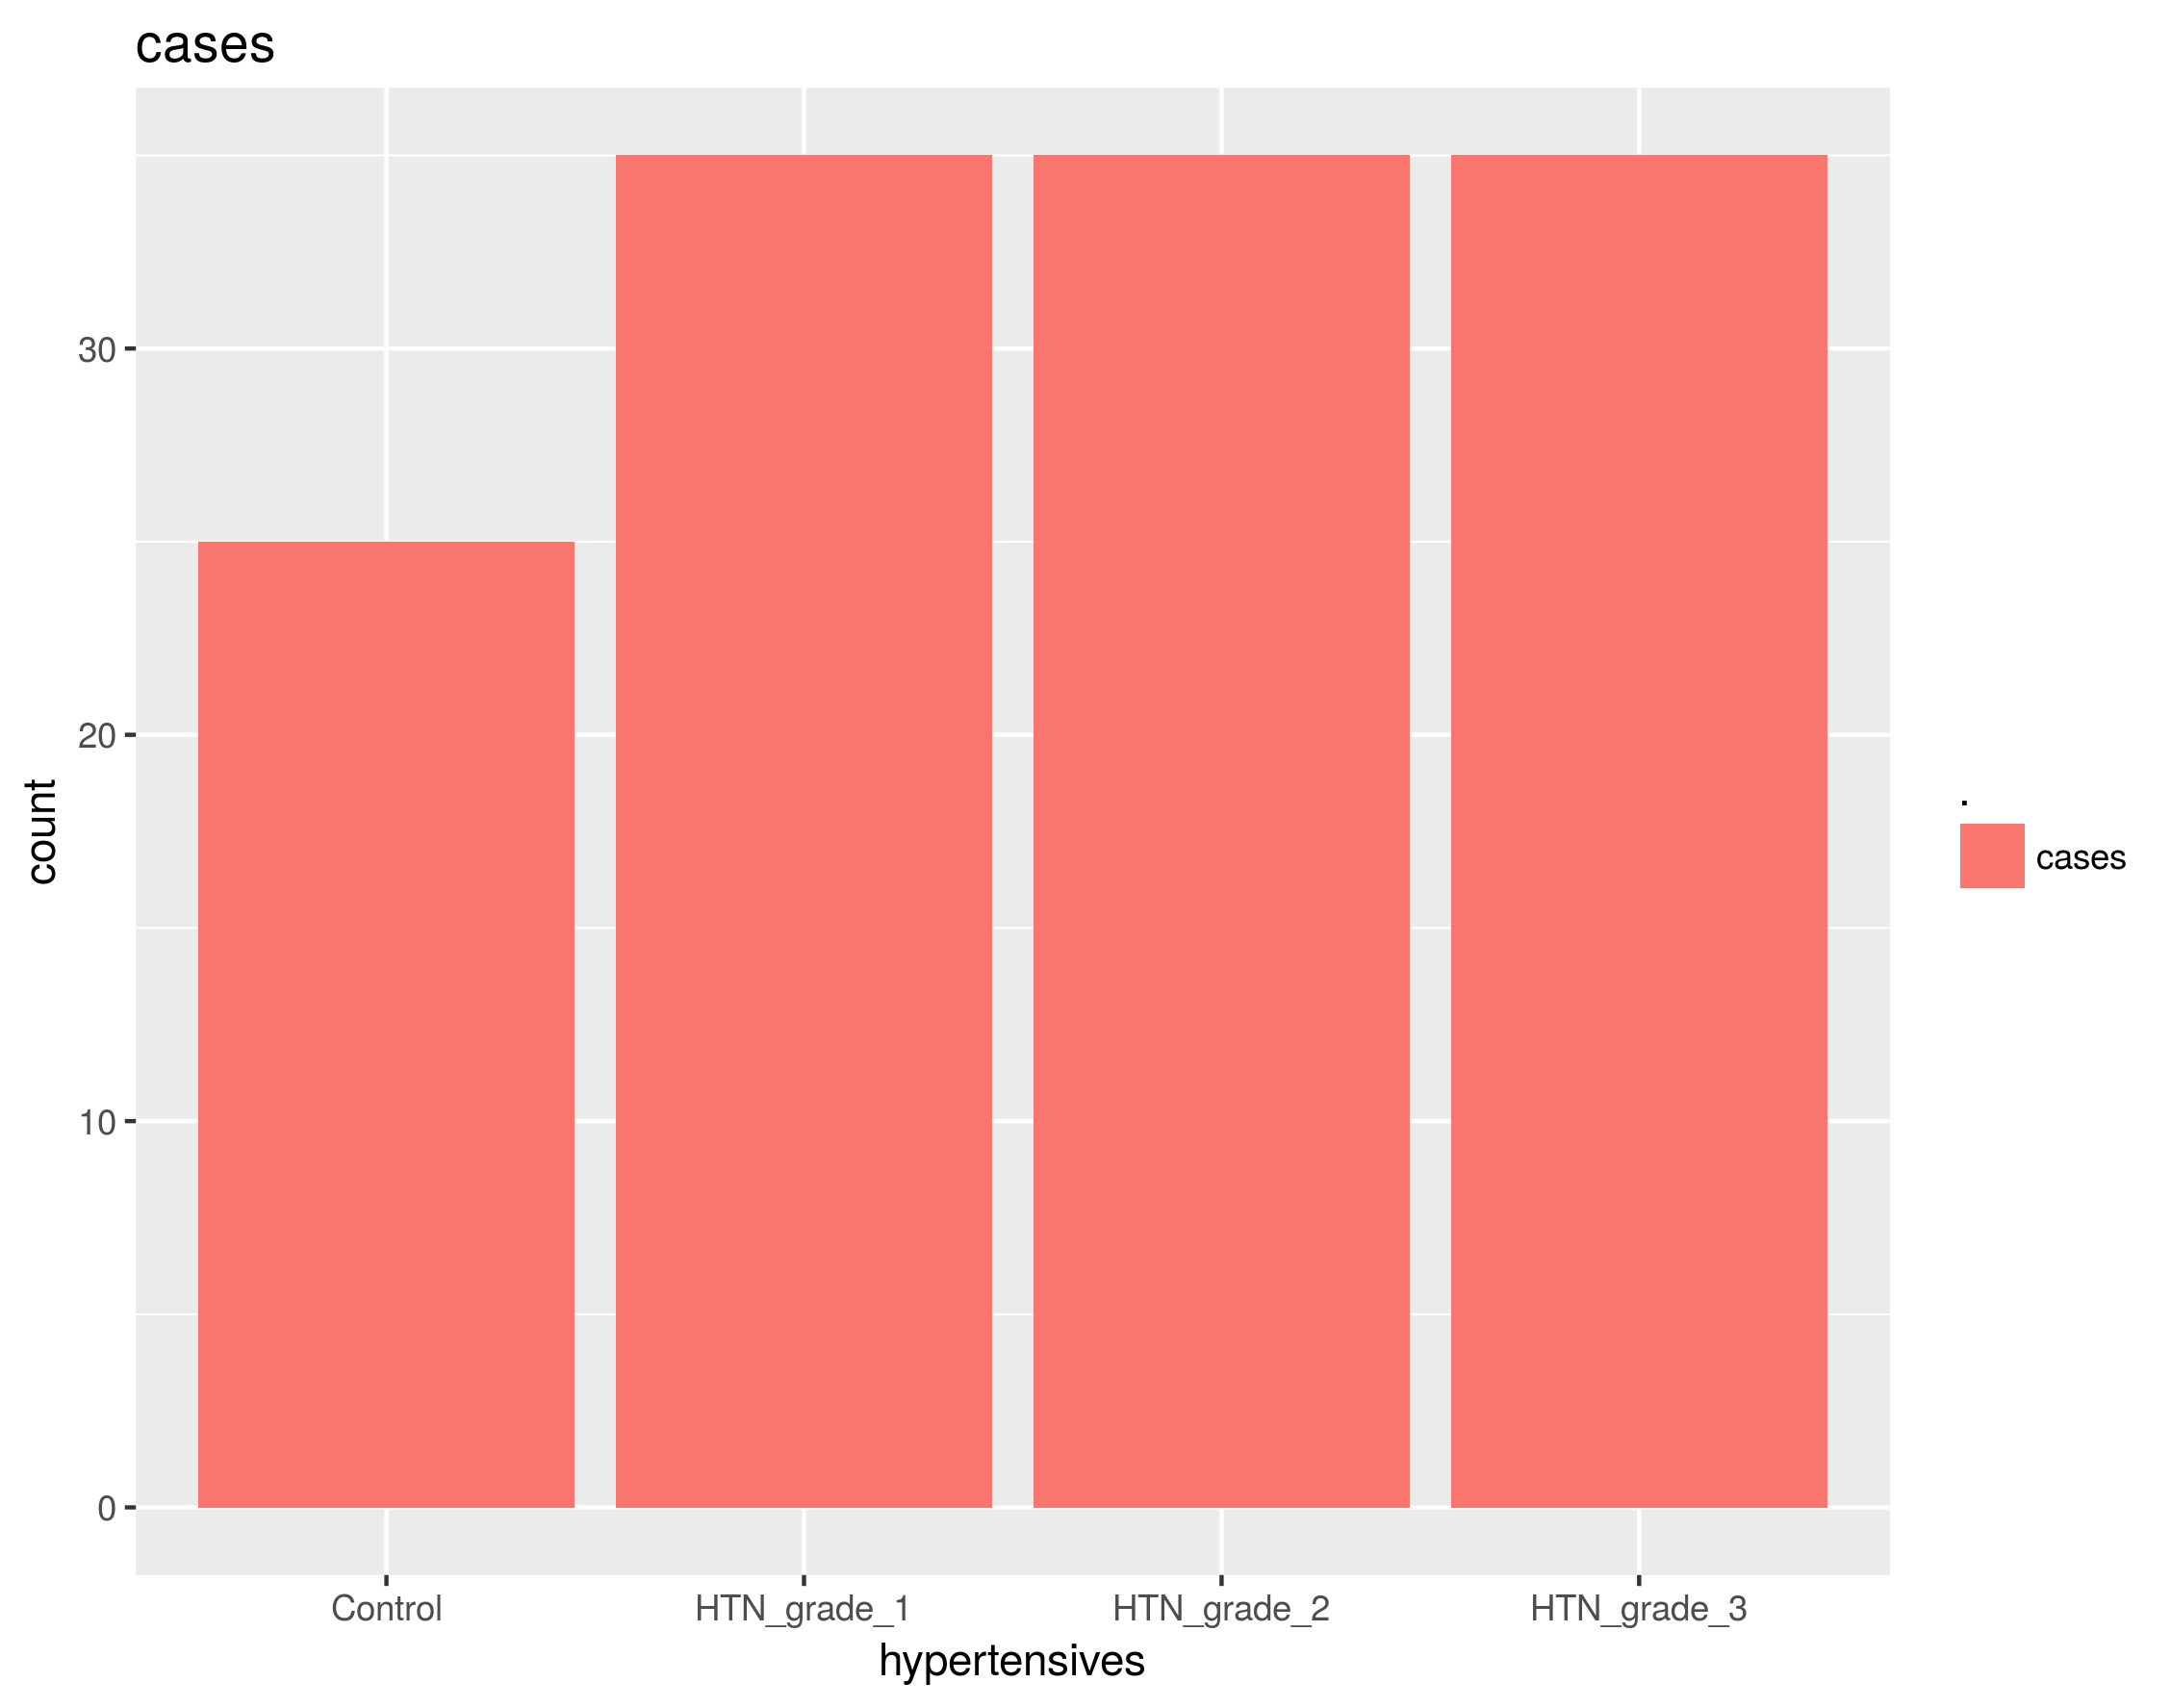 cases
30
20
10
0
count
Control
HTN_grade_1
HTN_grade_2
HTN_grade_3
hypertensives
.
cases